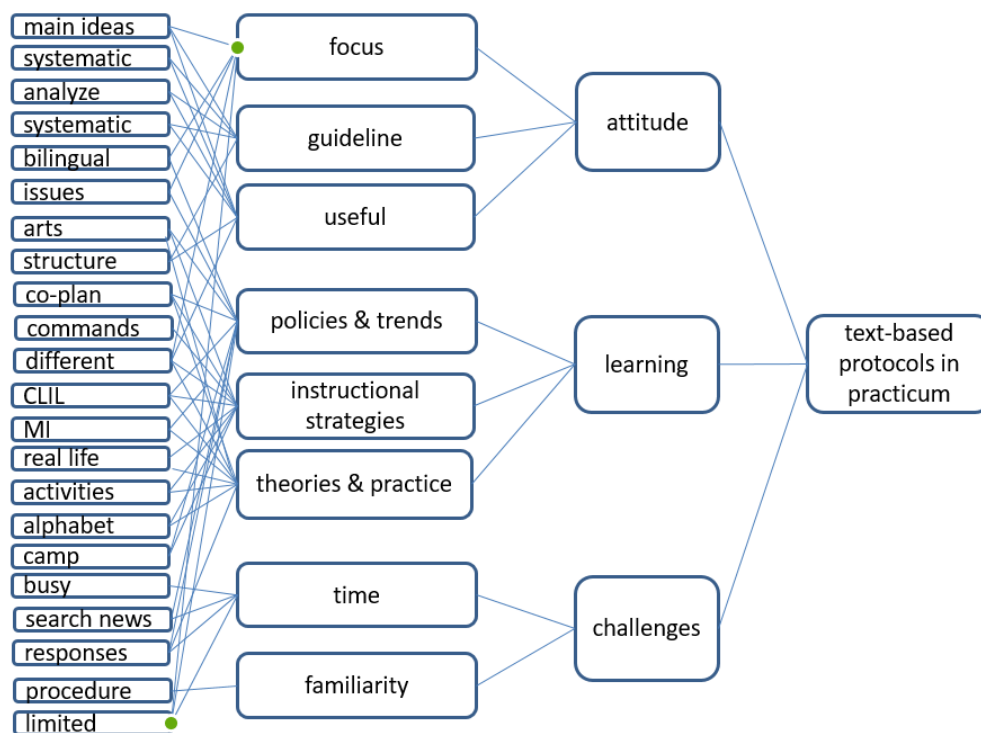 main ideas
systematic
analyze
systematic
bilingual
issues
arts
structure
co-plan
commands
different
CLIL
MI
real life
activities
alphabet
camp
busy
search news
responses
procedure
limited
focus
guideline
useful
policies & trends
instructional
strategies
theories & practice
time
familiarity
attitude
learning
challenges
text-based
protocols in
practicum